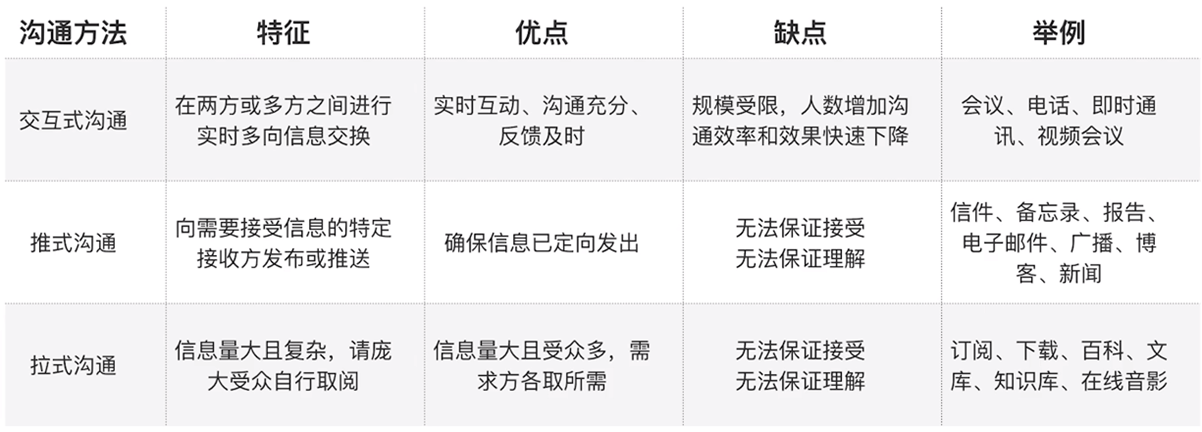 沟通方法 特征 优点 缺点 举例
交互式沟通
在两方或多方之间进行
实时多向信息交换
实时互动、沟通充分、
反馈及时
规模受限，人数增加沟
通效率和效果快速下降
会议、电话、即时通
讯、视频会议
推式沟通
向需要接受信息的特定
接收方发布或推送
确保信息已定向发出
无法保证接受
无法保证理解
信件、备忘录、报告、
电子邮件、广播、博
客、新闻
拉式沟通
信息量大且复杂，请庞
大受众自行取阅
信息量大且受众多，需
求方各取所需
无法保证接受
无法保证理解
订阅、下载、百科、文
库、知识库、在线音影